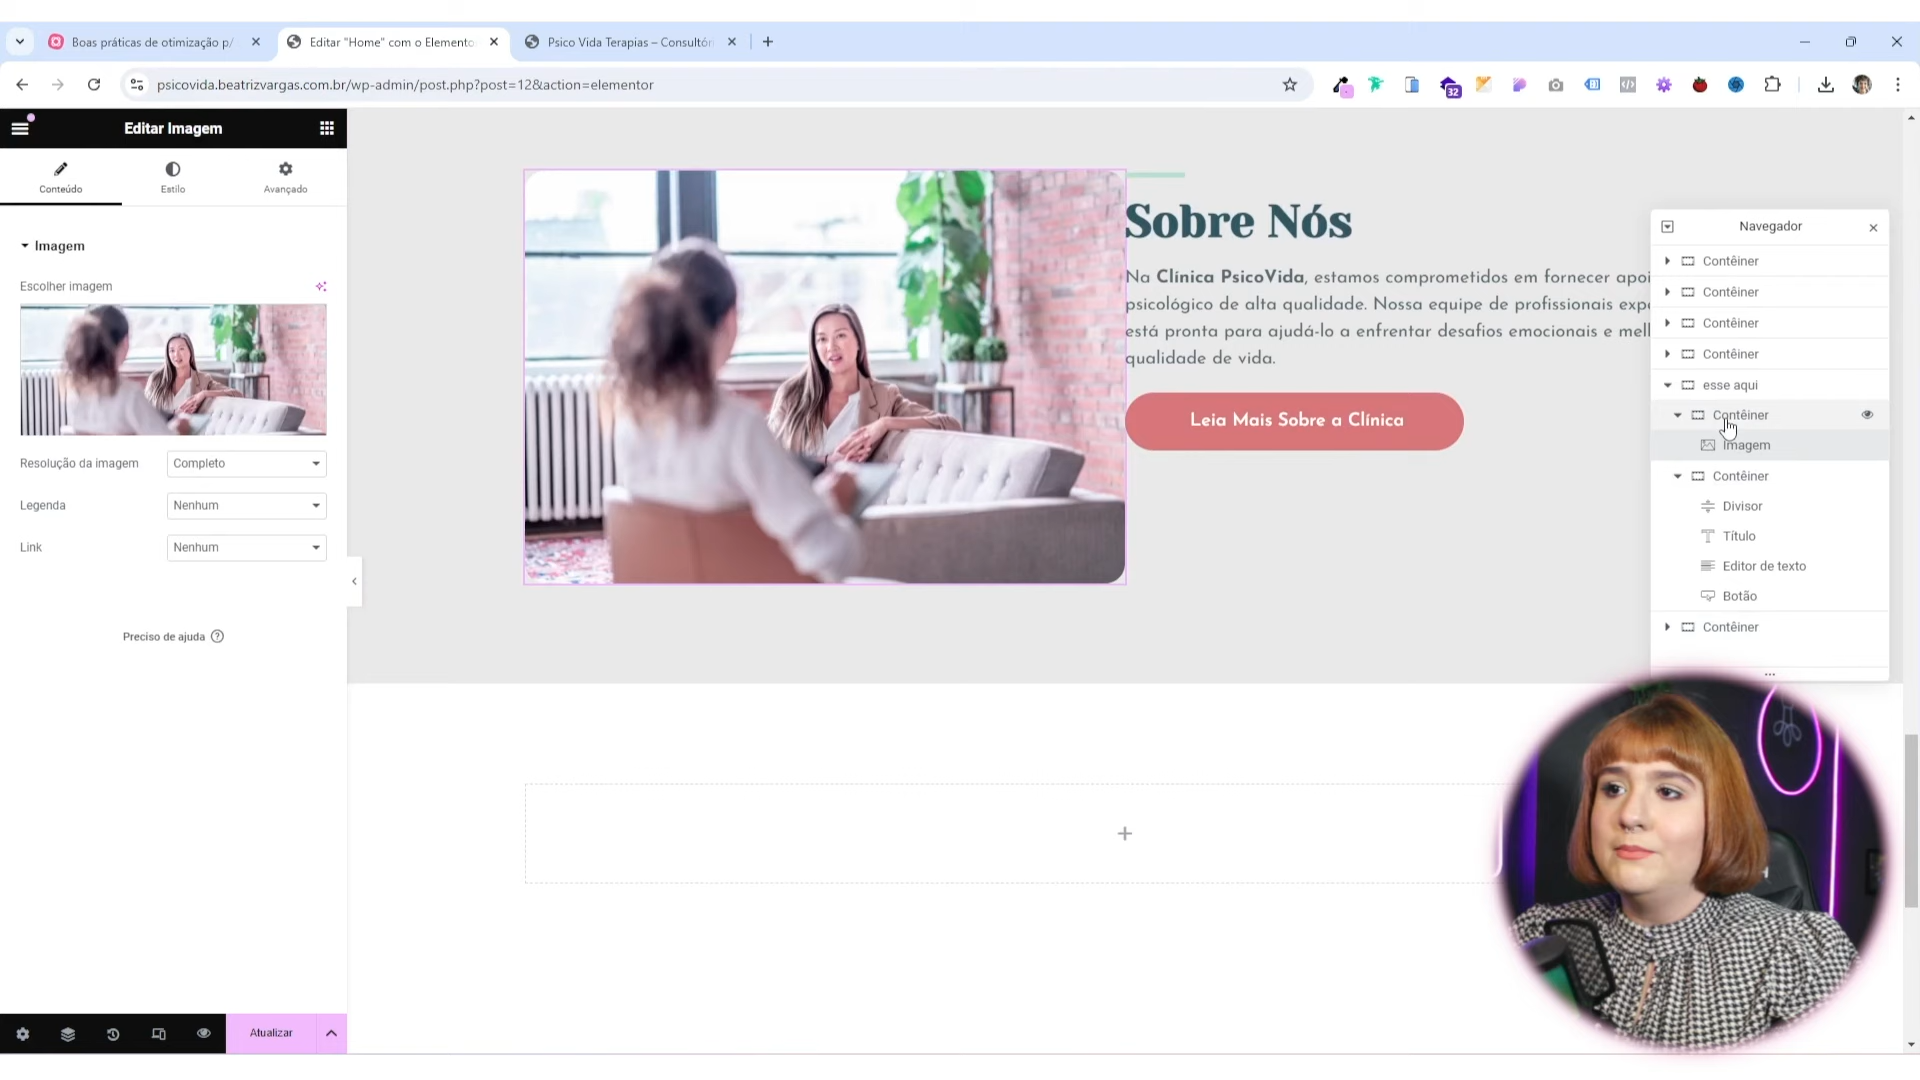 Boas práticas de otimização p/
Editar "Home" com o Elemento
Psico Vida Terapias – Consultóri
psicovida.beatrizvargas.com.br/wp-admin/post.php?post=12&action=elementor
32
Editar Imagem
Conteúdo
Estilo
Avançado
Imagem
Escolher imagem
Resolução da imagem
Completo
Legenda
Nenhum
Link
Nenhum
Preciso de ajuda
Atualizar
Sobre Nós
Na Clínica PsicoVida, estamos comprometidos em fornecer apoi
psicológico de alta qualidade. Nossa equipe de profissionais expe
está pronta para ajudá-lo a enfrentar desafios emocionais e mell
qualidade de vida.
Leia Mais Sobre a Clínica
Navegador
Contêiner
Contêiner
Contêiner
Contêiner
esse aqui
Contêiner
Imagem
Contêiner
Divisor
Título
Editor de texto
Botão
Contêiner